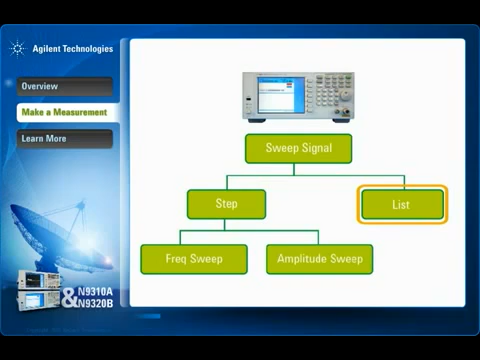 Agilent Technologies
Overview
Make a Measurement
Learn More
Sweep Signal
Step
List
Freq Sweep
Amplitude Sweep
N9310A
& N9320B